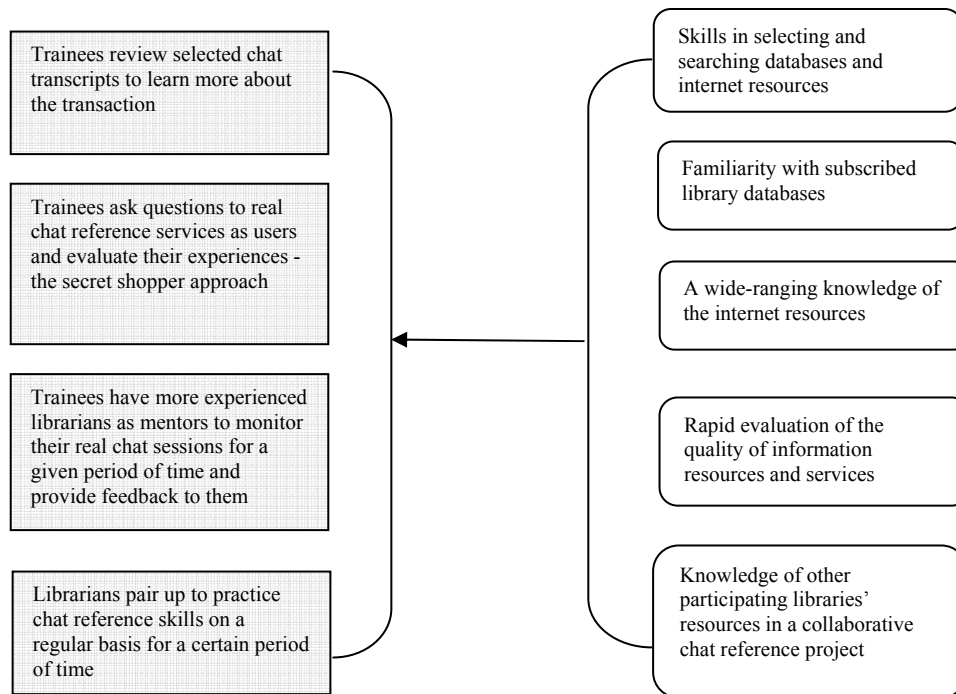 Trainees review selected chat
transcripts to learn more about
the transaction
Trainees ask questions to real
chat reference services as users
and evaluate their experiences -
the secret shopper approach
Trainees have more experienced
librarians as mentors to monitor
their real chat sessions for a
given period of time and
provide feedback to them
Librarians pair up to practice
chat reference skills on a
regular basis for a certain period
of time
Skills in selecting and
searching databases and
internet resources
Familiarity with subscribed
library databases
A wide-ranging knowledge of
the internet resources
Rapid evaluation of the
quality of information
resources and services
Knowledge of other
participating libraries’
resources in a collaborative
chat reference project